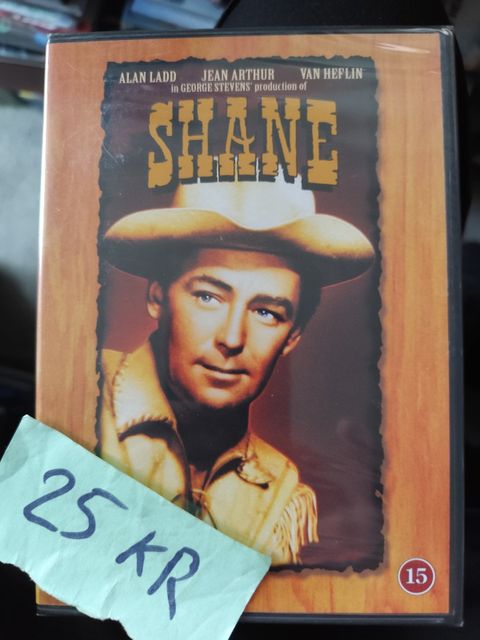 ALAN LADD JEAN ARTHUR VAN HEFLIN
in GEORGE STEVENS' production of
SHANE
25 KR
15